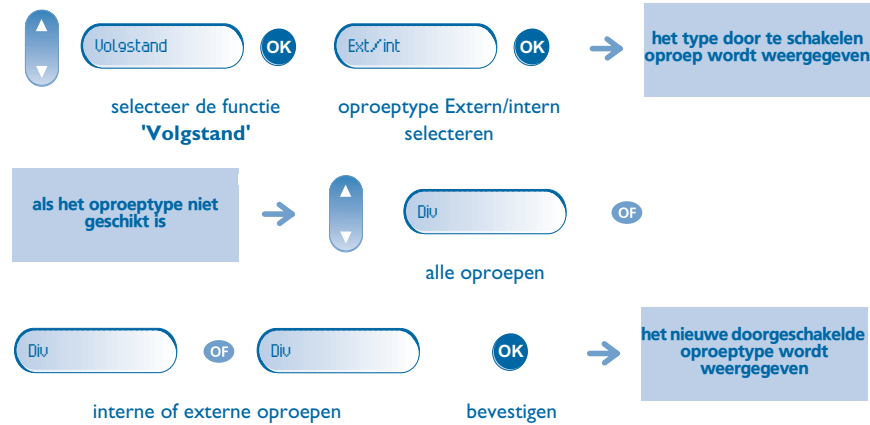 Volgstand
OK
Ext/int
OK
het type door te schakelen
oproep wordt weergegeven
selecteer de functie
'Volgstand'
oproeptype Extern/intern
selecteren
als het oproeptype niet
geschikt is
Div
OF
alle oproepen
Div
OF
Div
OK
het nieuwe doorgeschakelde
oproeptype wordt
weergegeven
interne of externe oproepen
bevestigen